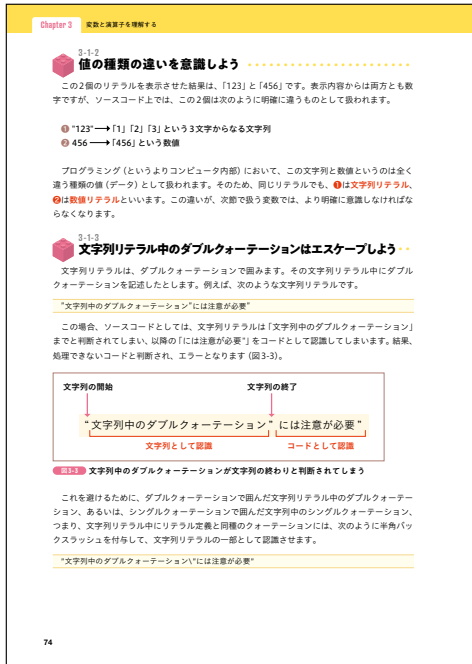 Chapter 3 変数と演算子を理解する
3-1-2
値の種類の違いを意識しよう
この2個のリテラルを表示させた結果は、「123」と「456」です。表示内容からは両方とも数
字ですが、ソースコード上では、この2個は次のように明確に違うものとして扱われます。
❶ "123" ⟶ 「1」「2」「3」という3文字からなる文字列
❷ 456 ⟶ 「456」という数値
プログラミング(というよりコンピュータ内部)において、この文字列と数値というのは全く
違う種類の値(データ)として扱われます。そのため、同じリテラルでも、❶は文字列リテラル、
❷は数値リテラルといいます。この違いが、次節で扱う変数では、より明確に意識しなければな
らなくなります。
3-1-3
文字列リテラル中のダブルクォーテーションはエスケープしよう
文字列リテラルは、ダブルクォーテーションで囲みます。その文字列リテラル中にダブル
クォーテーションを記述したとします。例えば、次のような文字列リテラルです。
"文字列中のダブルクォーテーション"には注意が必要"
この場合、ソースコードとしては、文字列リテラルは「文字列中のダブルクォーテーション」
までと判断されてしまい、以降の「には注意が必要"」をコードとして認識してしまいます。結果、
処理できないコードと判断され、エラーとなります(図3-3)。
文字列の開始 文字列の終了
"文字列中のダブルクォーテーション"には注意が必要"
文字列として認識 コードとして認識
図3-3 文字列中のダブルクォーテーションが文字列の終わりと判断されてしまう
これを避けるために、ダブルクォーテーションで囲んだ文字列リテラル中のダブルクォーテー
ション、あるいは、シングルクォーテーションで囲んだ文字列中のシングルクォーテーション、
つまり、文字列リテラル中にリテラル定義と同種のクォーテーションには、次のように半角バッ
クスラッシュを付与して、文字列リテラルの一部として認識させます。
"文字列中のダブルクォーテーション\"には注意が必要"
74